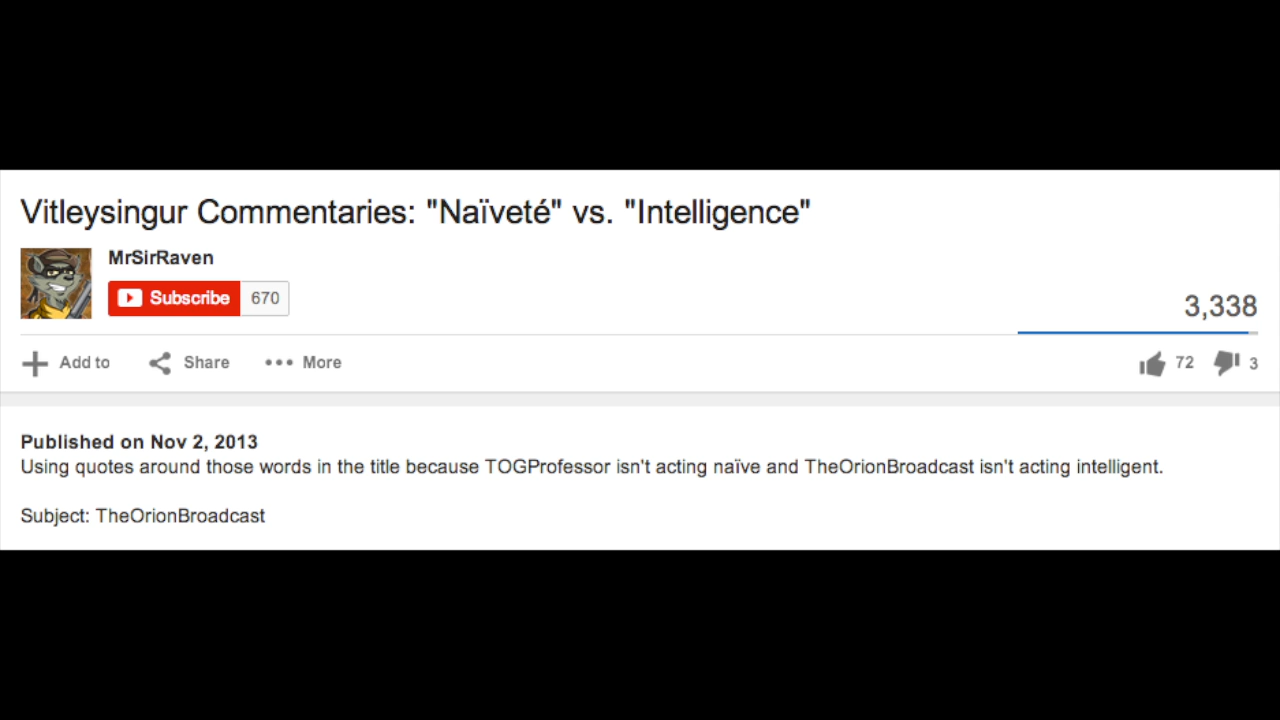 Vitleysingur Commentaries: "Naïveté" vs. "Intelligence"
MrSirRaven
Subscribe 670
3,338
Add to Share More 72 3
Published on Nov 2, 2013
Using quotes around those words in the title because TOGProfessor isn't acting naïve and TheOrionBroadcast isn't acting intelligent.
Subject: TheOrionBroadcast